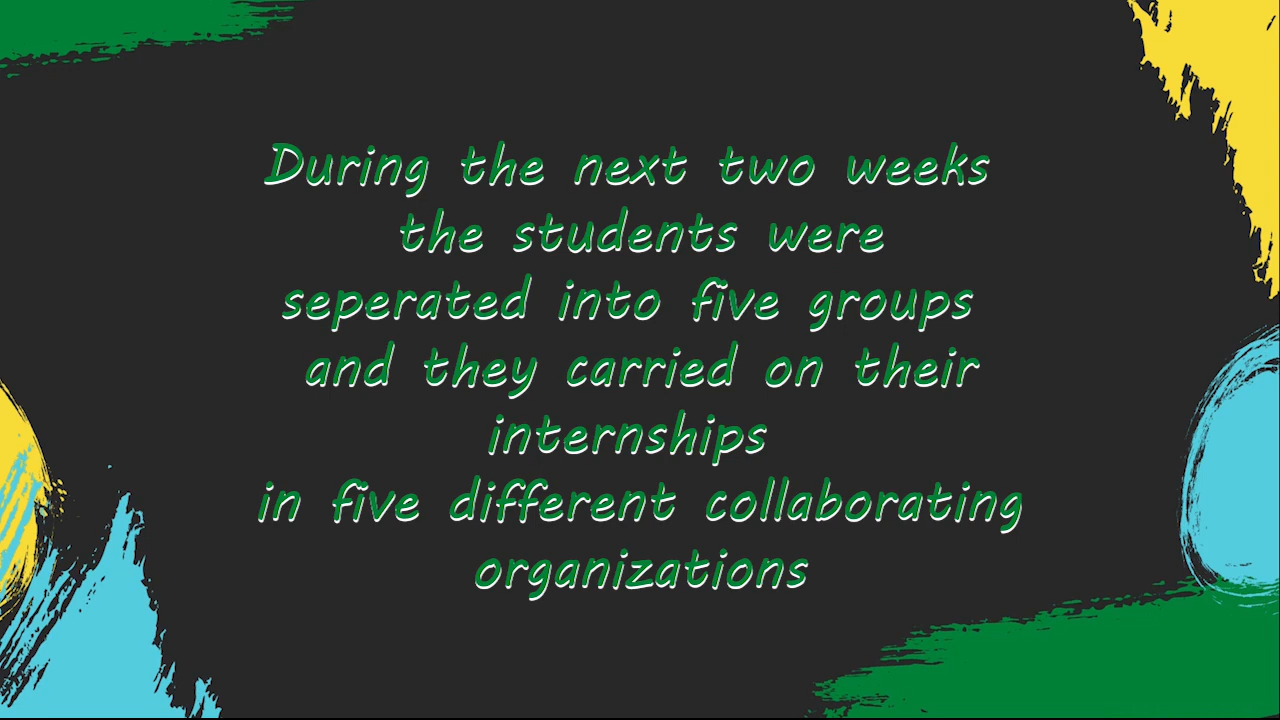 During the next two weeks
the students were
seperated into five groups
and they carried on their
internships
in five different collaborating
organizations